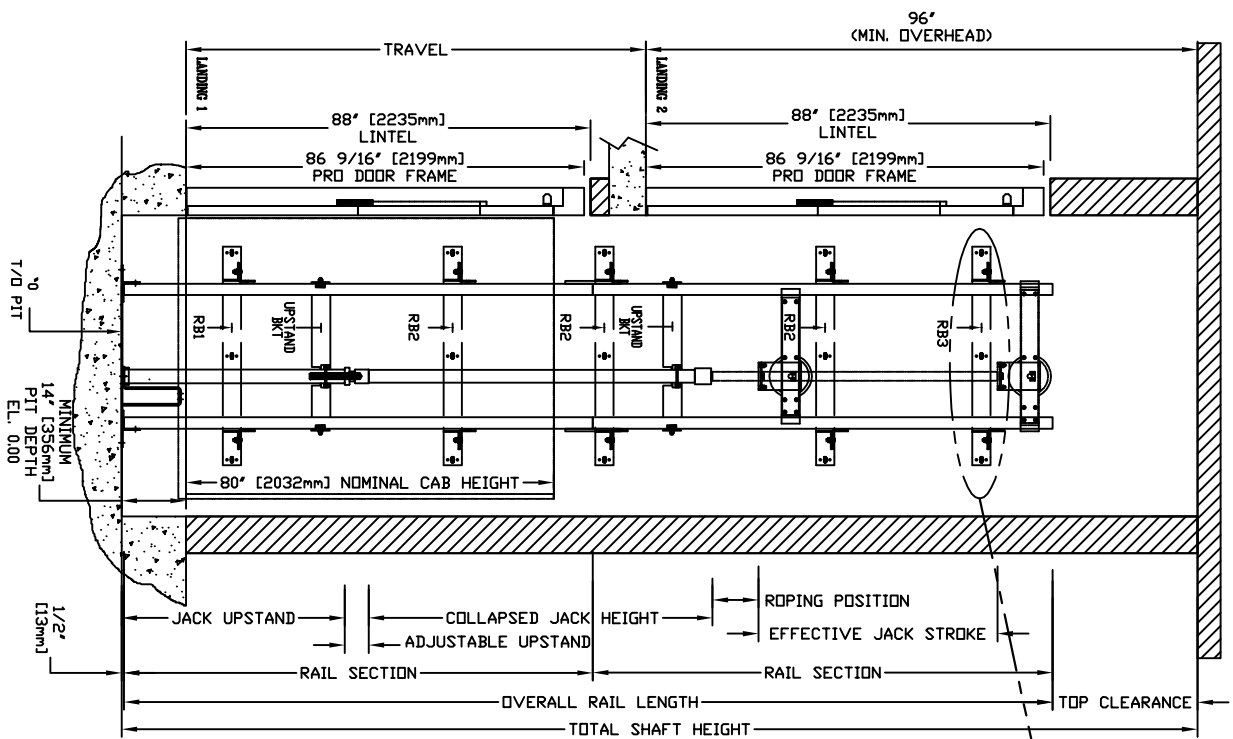 96"
(MIN. OVERHEAD)
TRAVEL
LANDING 1
LANDING 2
88" [2235mm]
LINTEL
88" [2235mm]
LINTEL
86 9/16" [2199mm]
PRO DOOR FRAME
86 9/16" [2199mm]
PRO DOOR FRAME
0"
T/O PIT
RB1
UPSTAND
BKT
RB2
RB2
UPSTAND
BKT
RB2
RB3
MINIMUM
14" [356mm]
PIT DEPTH
EL. 0.00
80" [2032mm] NOMINAL CAB HEIGHT
1/2"
[13mm]
JACK UPSTAND
COLLAPSED JACK HEIGHT
ROPING POSITION
ADJUSTABLE UPSTAND
EFFECTIVE JACK STROKE
RAIL SECTION
RAIL SECTION
OVERALL RAIL LENGTH
TOP CLEARANCE
TOTAL SHAFT HEIGHT